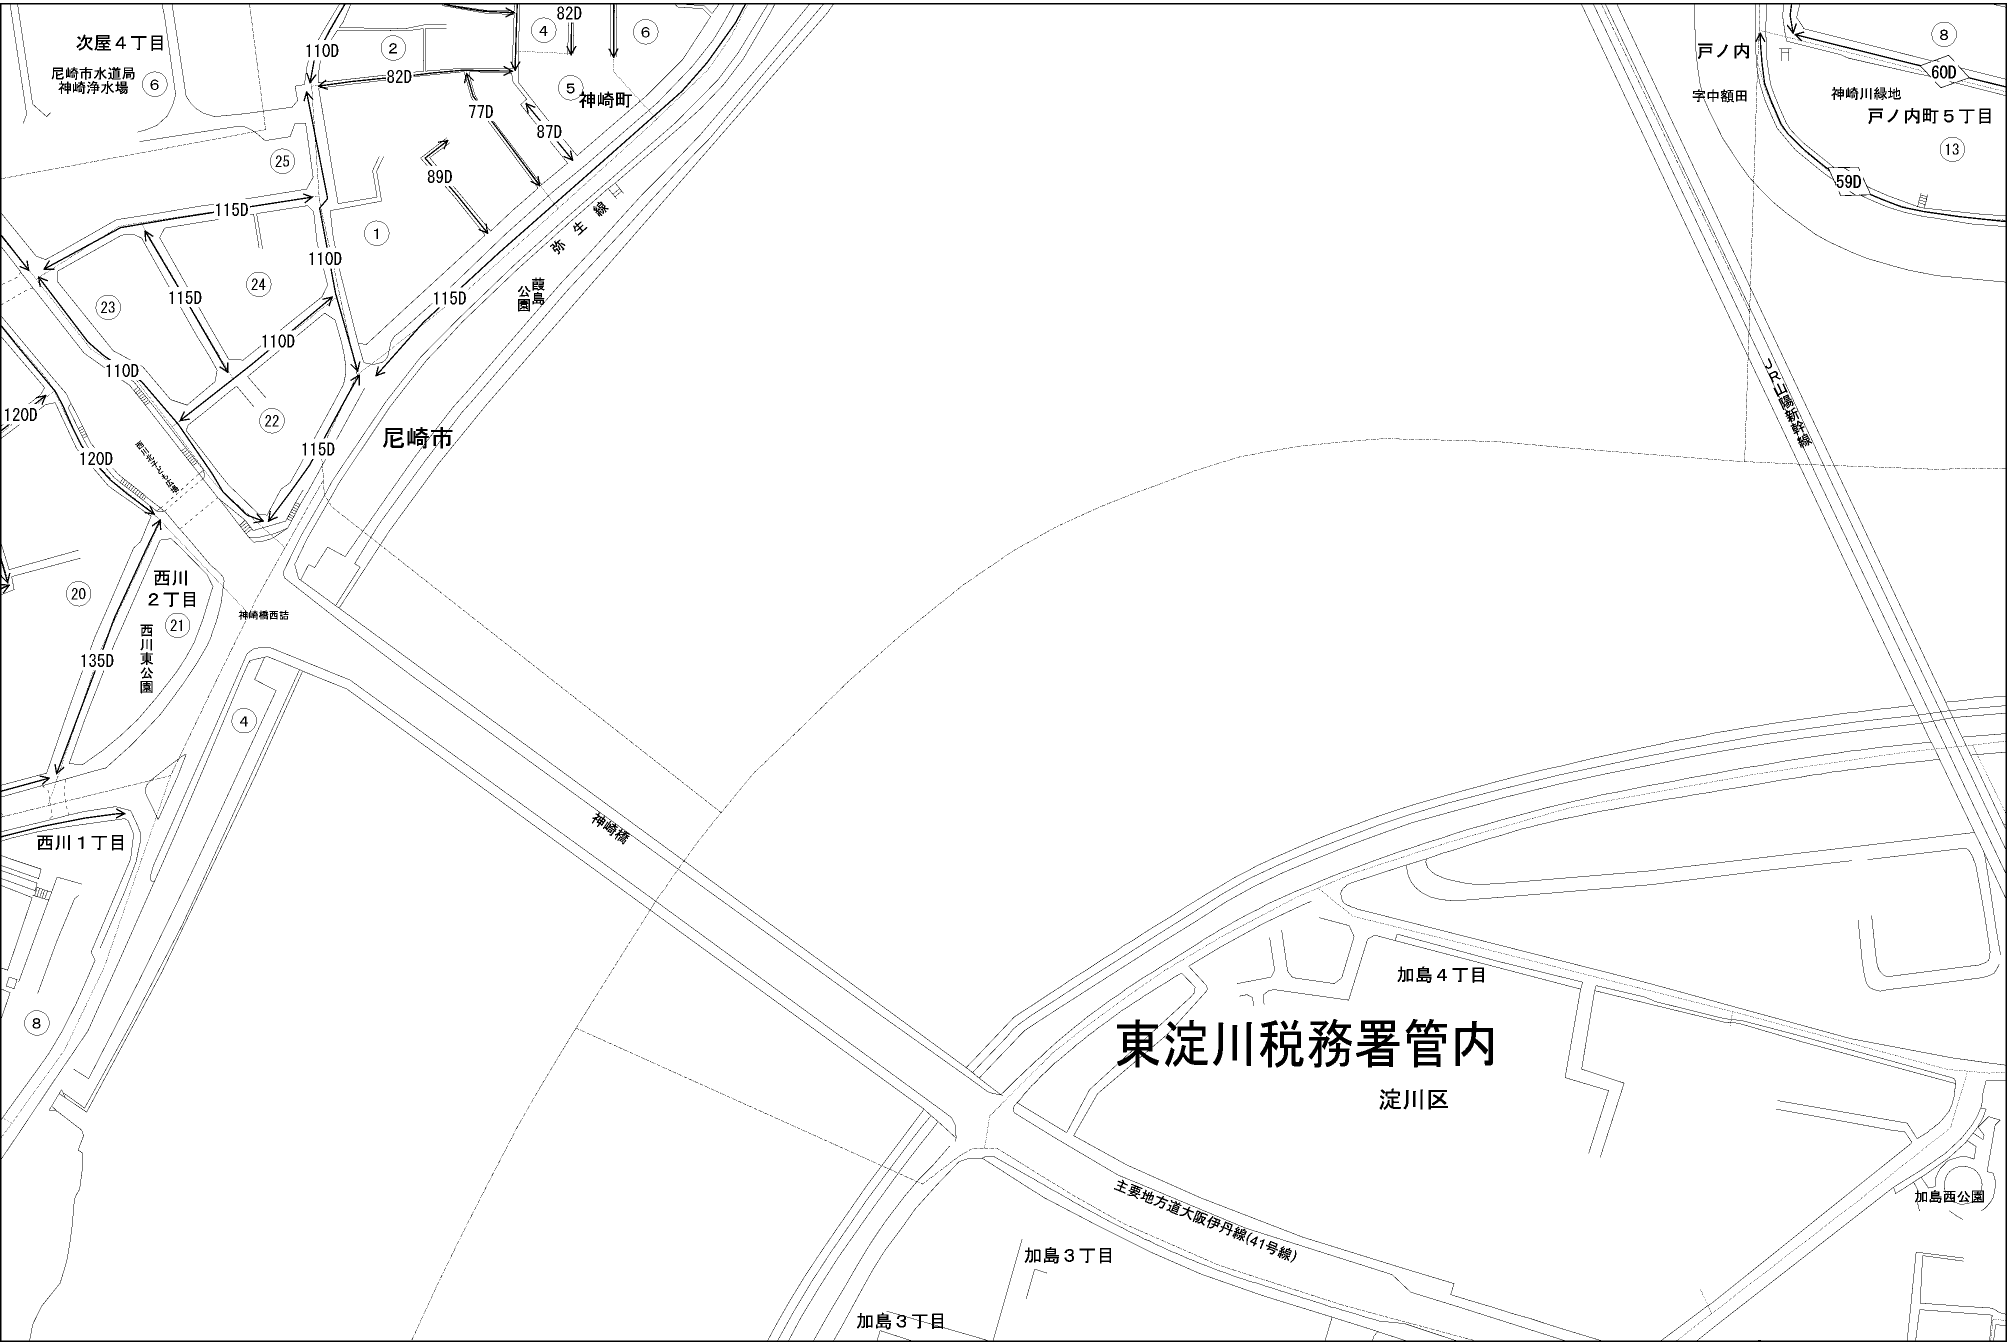 次屋４丁目
尼崎市水道局
神崎浄水場
6
2
4
6
5
神崎町
82D
110D
82D
77D
87D
89D
25
115D
1
110D
24
23
115D
115D
110D
110D
22
115D
120D
120D
弥生線
葭島
公園
尼崎市
20
西川
２丁目
21
西川東公園
135D
神崎橋西詰
4
西川１丁目
8
神崎橋
戸ノ内
字中額田
8
60D
神崎川緑地
戸ノ内町５丁目
13
59D
JR山陽新幹線
加島４丁目
東淀川税務署管内
淀川区
加島西公園
主要地方道大阪伊丹線(41号線)
加島３丁目
加島３丁目